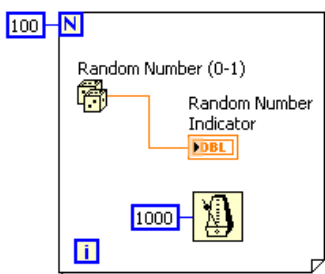 100
N
Random Number (0-1)
Random Number
Indicator
DBL
1000
i